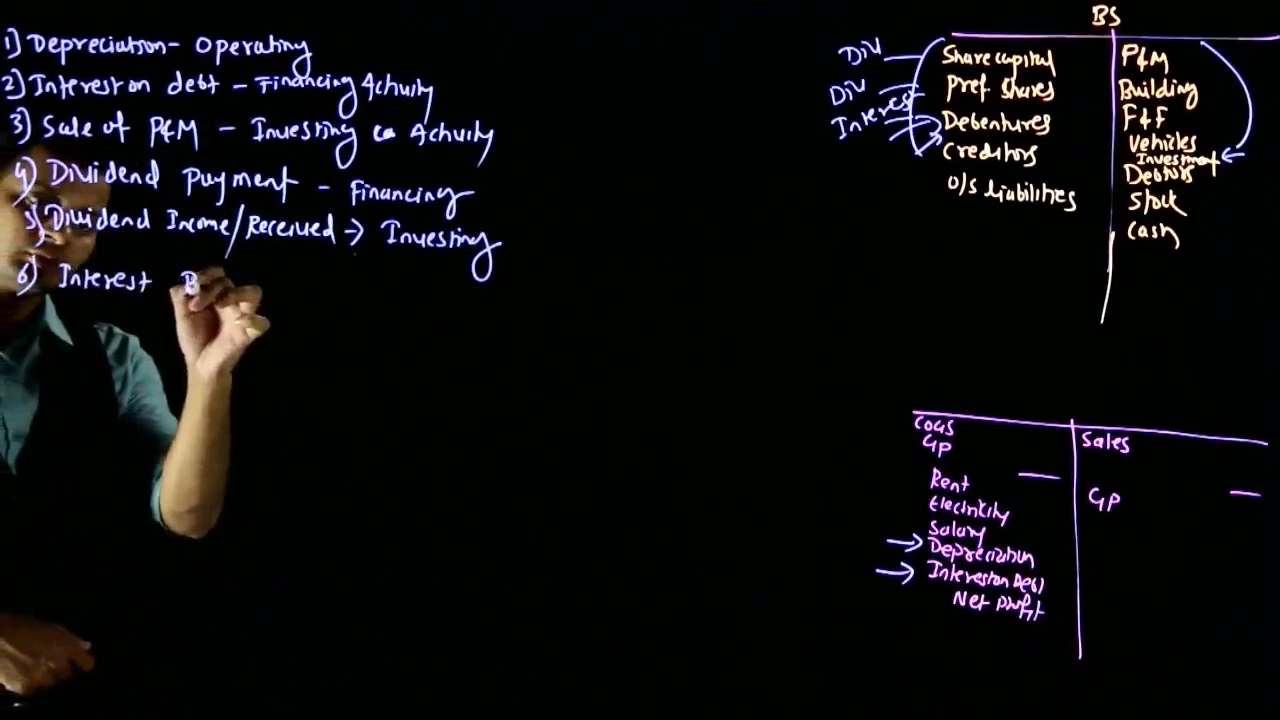 1) Depreciation - Operating
2) Interest on debt - Financing Activity
3) Sale of P&M - Investing Activity
4) Dividend Payment - Financing
5) Dividend Income/Received → Investing
6) Interest
BS
Div
Div
Interest
Share capital
Pref. Shares
Debentures
Creditors
O/S Liabilities
P&M
Building
F&F
Vehicles
Investment
Debtors
Stock
Cash
COGS
GP
Rent
Electricity
Salary
→ Depreciation
→ Interest on Debt
Net Profit
Sales
GP